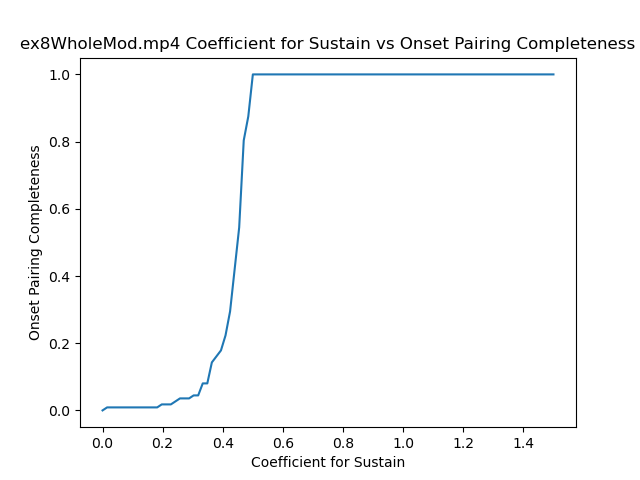 ex8WholeMod.mp4 Coefficient for Sustain vs Onset Pairing Completeness
1.0
0.8
0.6
0.4
0.2
0.0
Onset Pairing Completeness
0.0 0.2 0.4 0.6 0.8 1.0 1.2 1.4
Coefficient for Sustain